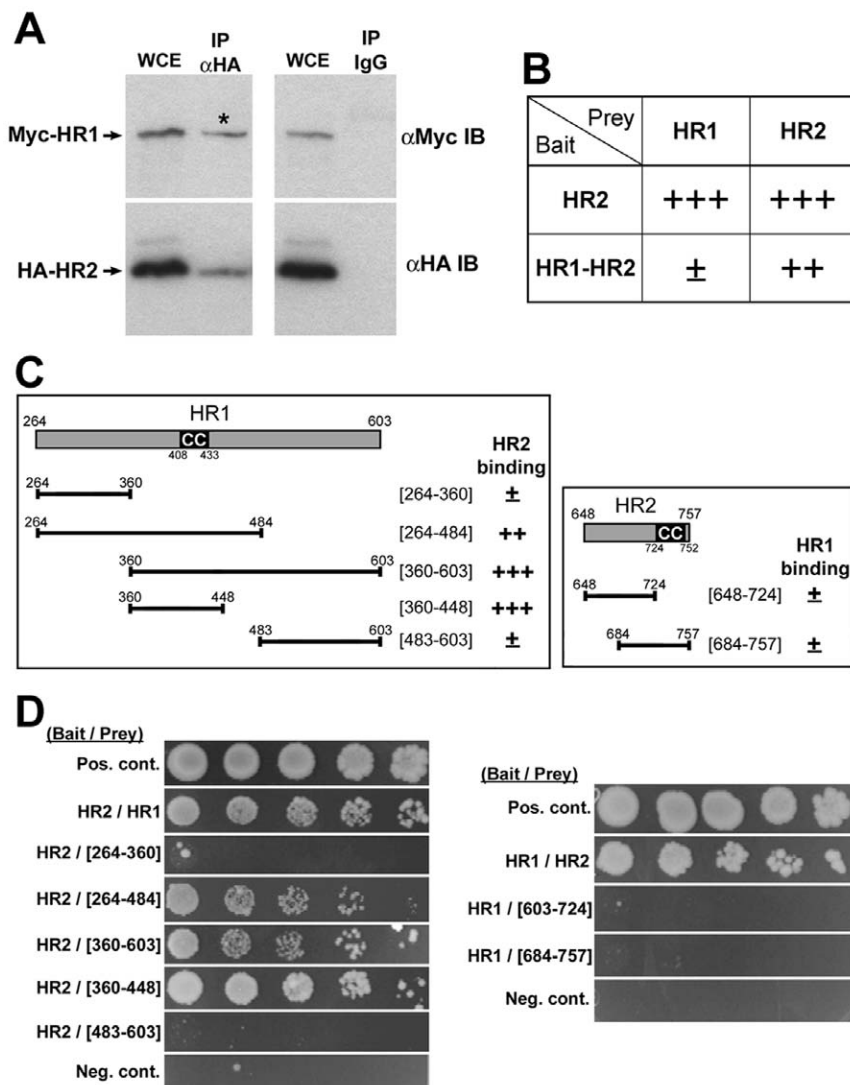 A
WCE
IP
αHA
WCE
IP
IgG
Myc-HR1
*
αMyc IB
HA-HR2
αHA IB
B
Prey
Bait
HR1
HR2
HR2
+++
+++
HR1-HR2
±
++
C
HR1
264
603
CC
408
433
HR2
binding
264
360
[264-360]
±
264
484
[264-484]
++
360
603
[360-603]
+++
360
448
[360-448]
+++
483
603
[483-603]
±
HR2
648
757
CC
724
752
HR1
binding
648
724
[648-724]
±
684
757
[684-757]
±
D
(Bait / Prey)
Pos. cont.
HR2 / HR1
HR2 / [264-360]
HR2 / [264-484]
HR2 / [360-603]
HR2 / [360-448]
HR2 / [483-603]
Neg. cont.
(Bait / Prey)
Pos. cont.
HR1 / HR2
HR1 / [603-724]
HR1 / [684-757]
Neg. cont.